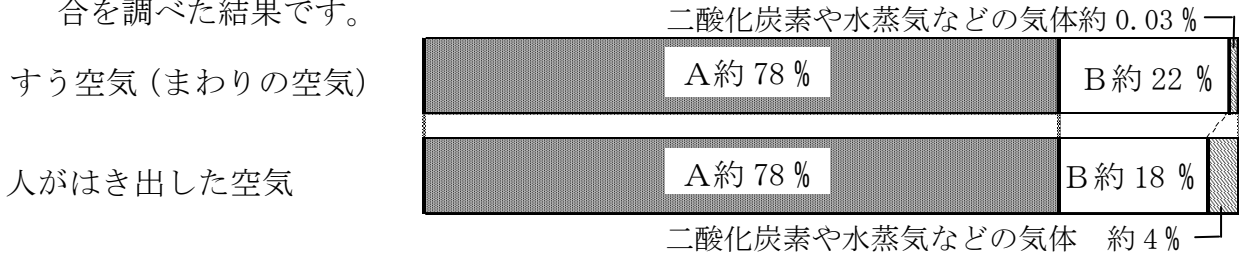 合を調べた結果です。
二酸化炭素や水蒸気などの気体約 0.03 %
すう空気 (まわりの空気)
A約 78 %
B約 22 %
人がはき出した空気
A約 78 %
B約 18 %
二酸化炭素や水蒸気などの気体　約 4 %